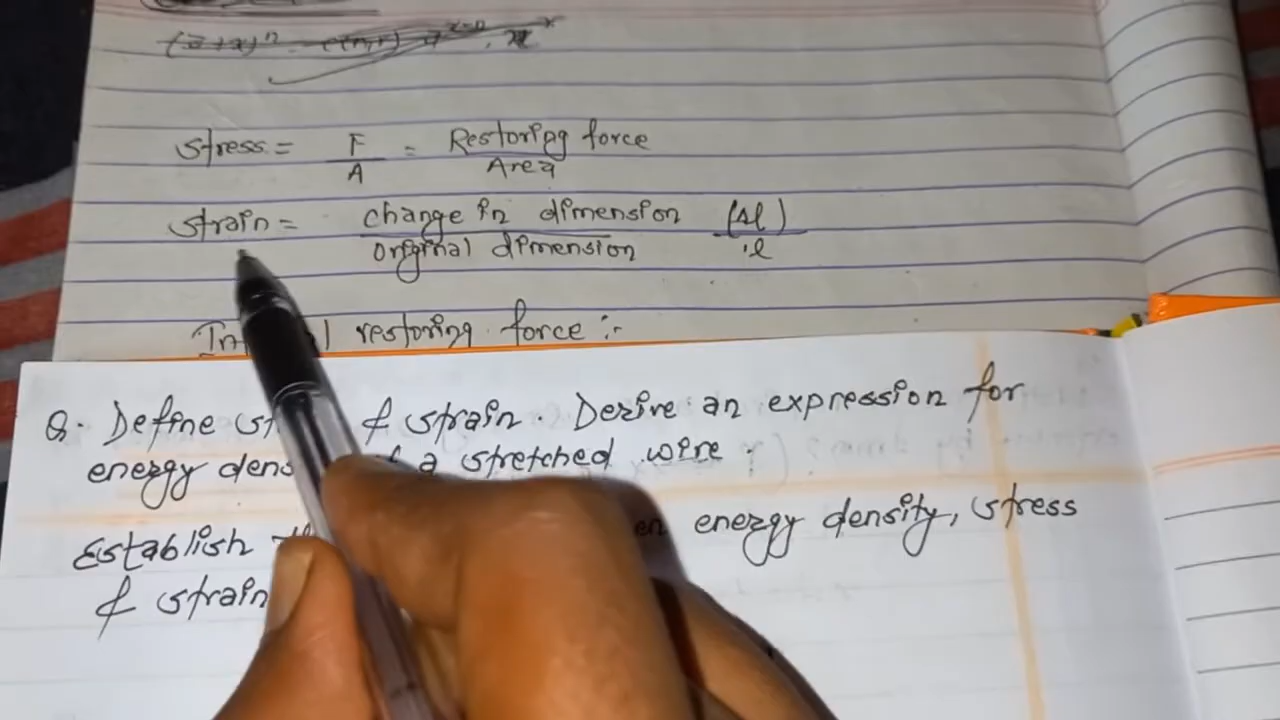 stress = F/A = Restoring force / Area
strain = change in dimension / original dimension (Δl) / l
restoring force :-
Q. Define & strain. Derive an expression for
energy a stretched wire.
Establish energy density, stress
& strain